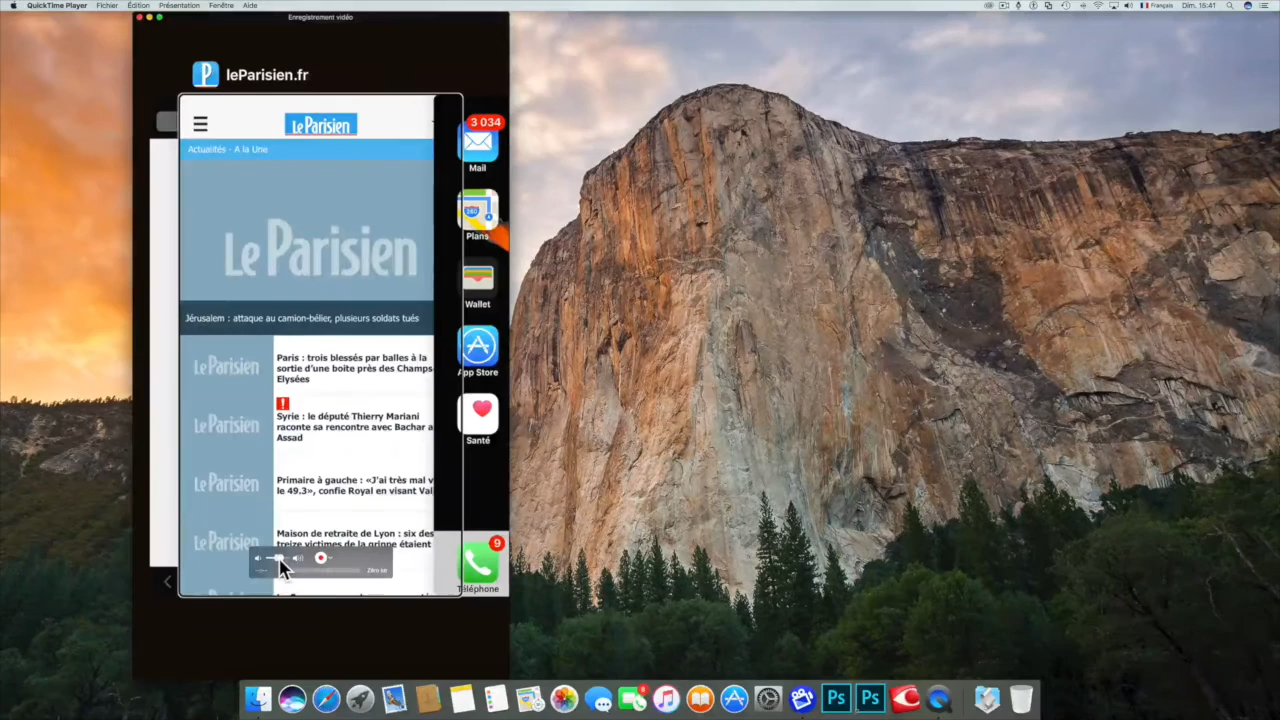 QuickTime Player Fichier Édition Présentation Fenêtre Aide
Français Dim. 15:41
Enregistrement vidéo
P leParisien.fr
Le Parisien
Actualités - A la Une
Le Parisien
Jérusalem : attaque au camion-bélier, plusieurs soldats tués
Le Parisien
Paris : trois blessés par balles à la
sortie d'une boite près des Champs
Elysées
Le Parisien
!
Syrie : le député Thierry Mariani
raconte sa rencontre avec Bachar a
Assad
Le Parisien
Primaire à gauche : «J'ai très mal v
le 49.3», confie Royal en visant Val
Le Parisien
Maison de retraite de Lyon : six des
treize victimes de la grippe étaient
Zéro ko
3 034
Mail
280
Plans
Wallet
App Store
Santé
9
Téléphone
Ps Ps